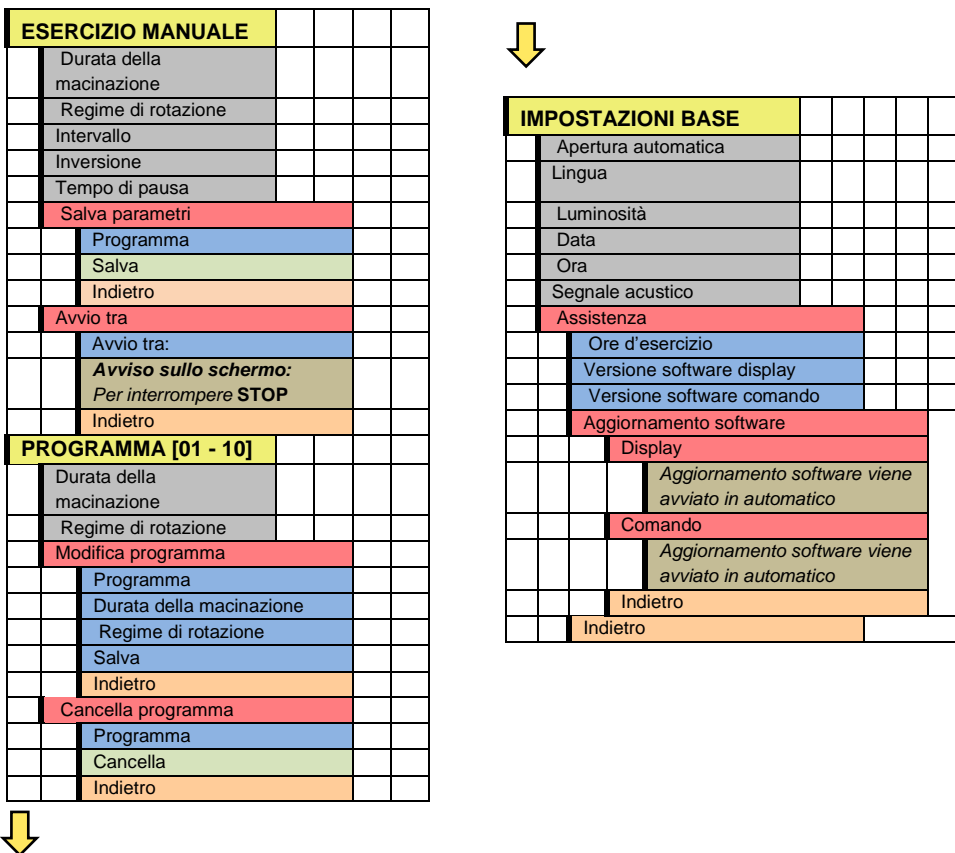 ESERCIZIO MANUALE
Durata della
macinazione
Regime di rotazione
Intervallo
Inversione
Tempo di pausa
Salva parametri
Programma
Salva
Indietro
Avvio tra
Avvio tra:
Avviso sullo schermo:
Per interrompere STOP
Indietro
PROGRAMMA [01 - 10]
Durata della
macinazione
Regime di rotazione
Modifica programma
Programma
Durata della macinazione
Regime di rotazione
Salva
Indietro
Cancella programma
Programma
Cancella
Indietro
IMPOSTAZIONI BASE
Apertura automatica
Lingua
Luminosità
Data
Ora
Segnale acustico
Assistenza
Ore d’esercizio
Versione software display
Versione software comando
Aggiornamento software
Display
Aggiornamento software viene
avviato in automatico
Comando
Aggiornamento software viene
avviato in automatico
Indietro
Indietro